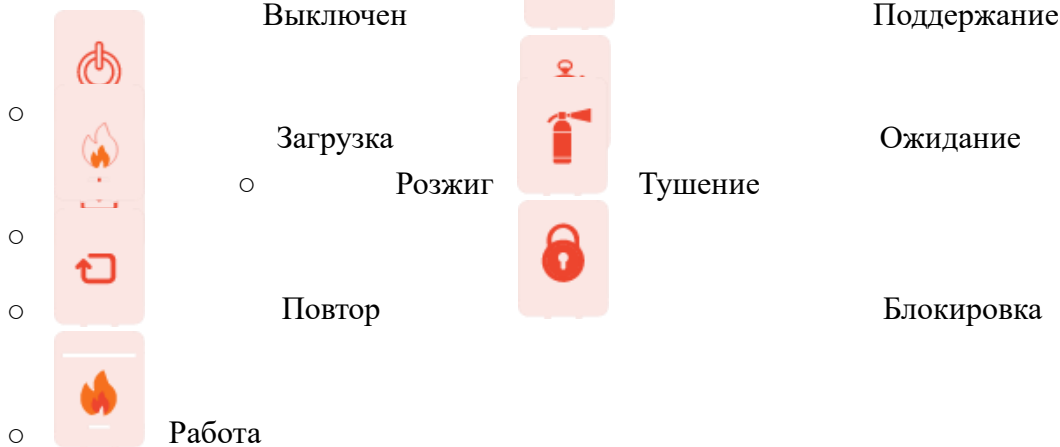 Выключен Поддержание
Загрузка Ожидание
Розжиг Тушение
Повтор Блокировка
Работа